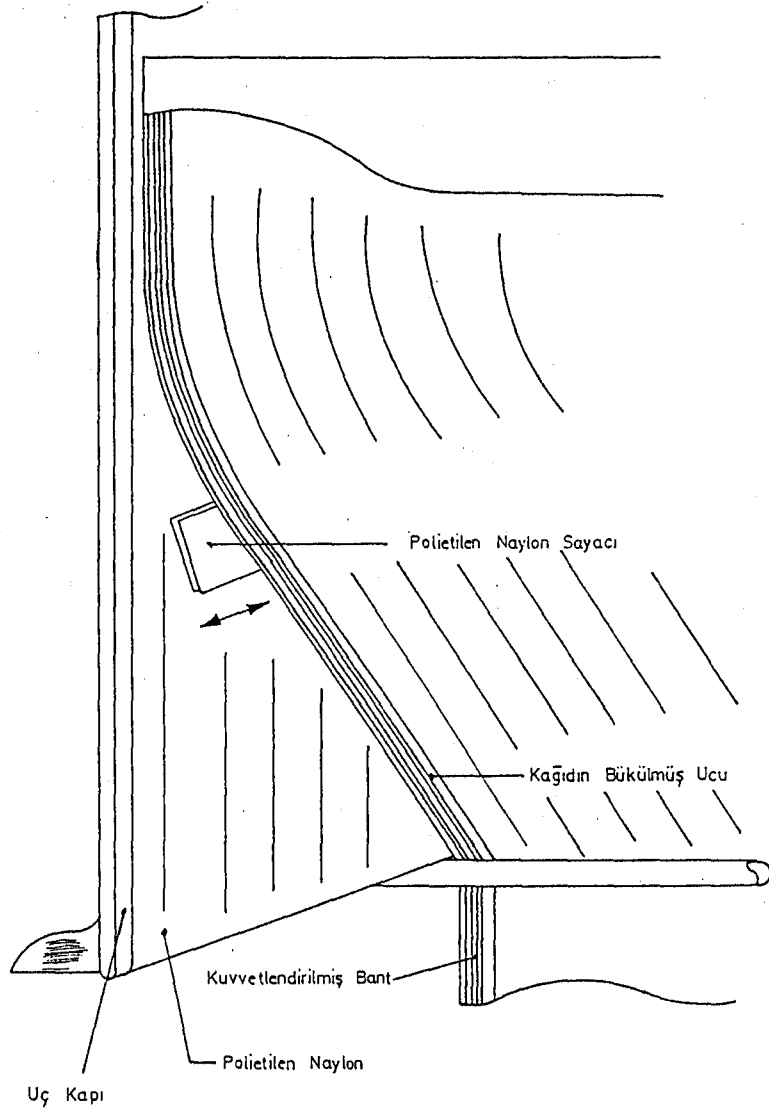 Polietilen Naylon Sayacı
Kağıdın Bükülmüş Ucu
Kuvvetlendirilmiş Bant
Polietilen Naylon
Uç Kapı